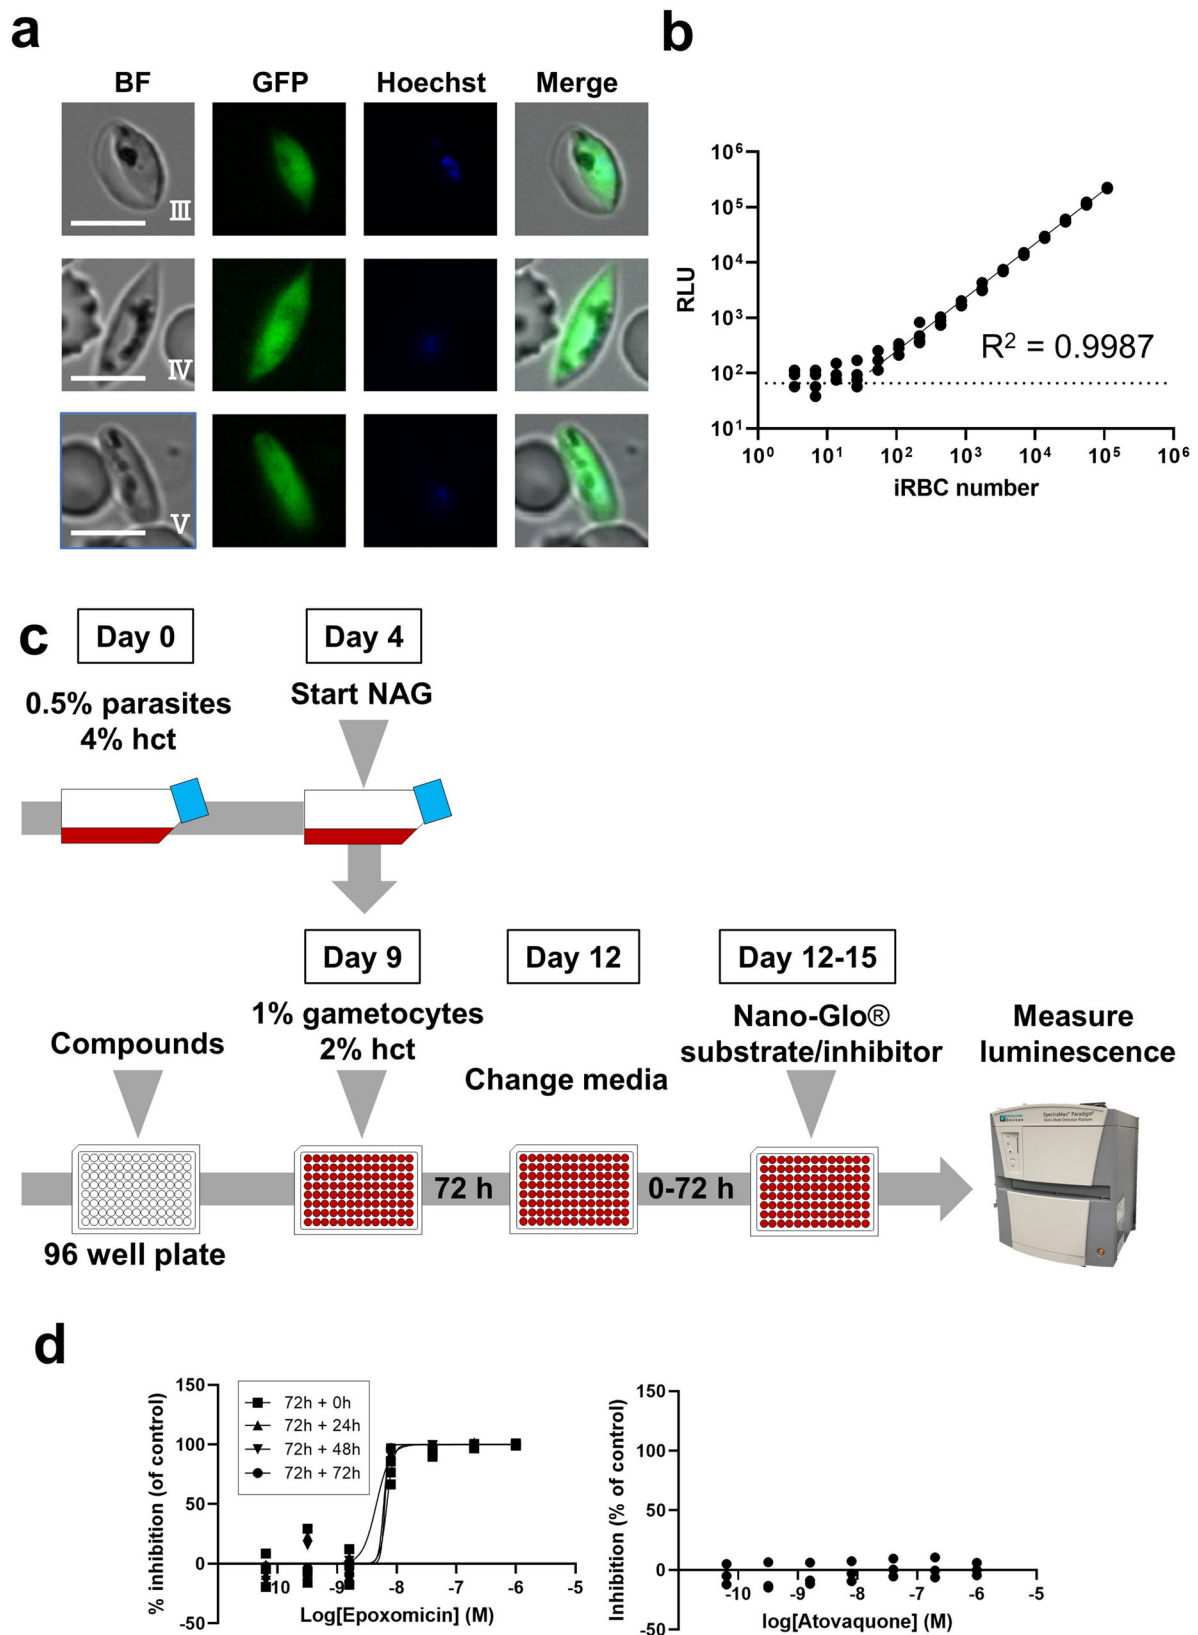 a
BF GFP Hoechst Merge
III
IV
V
b
10⁶
10⁵
10⁴
10³
10²
10¹
RLU
R² = 0.9987
10⁰ 10¹ 10² 10³ 10⁴ 10⁵ 10⁶
iRBC number
c
Day 0 Day 4
0.5% parasites
4% hct
Start NAG
Day 9 Day 12 Day 12-15
Compounds
1% gametocytes
2% hct
Change media
Nano-Glo®
substrate/inhibitor
Measure
luminescence
72 h 0-72 h
96 well plate
SpectraMax® Paradigm®
d
% inhibition (of control)
150
100
50
0
-50
72h + 0h
72h + 24h
72h + 48h
72h + 72h
-10 -9 -8 -7 -6 -5
Log[Epoxomicin] (M)
Inhibition (% of control)
150
100
50
0
-50
-10 -9 -8 -7 -6 -5
log[Atovaquone] (M)